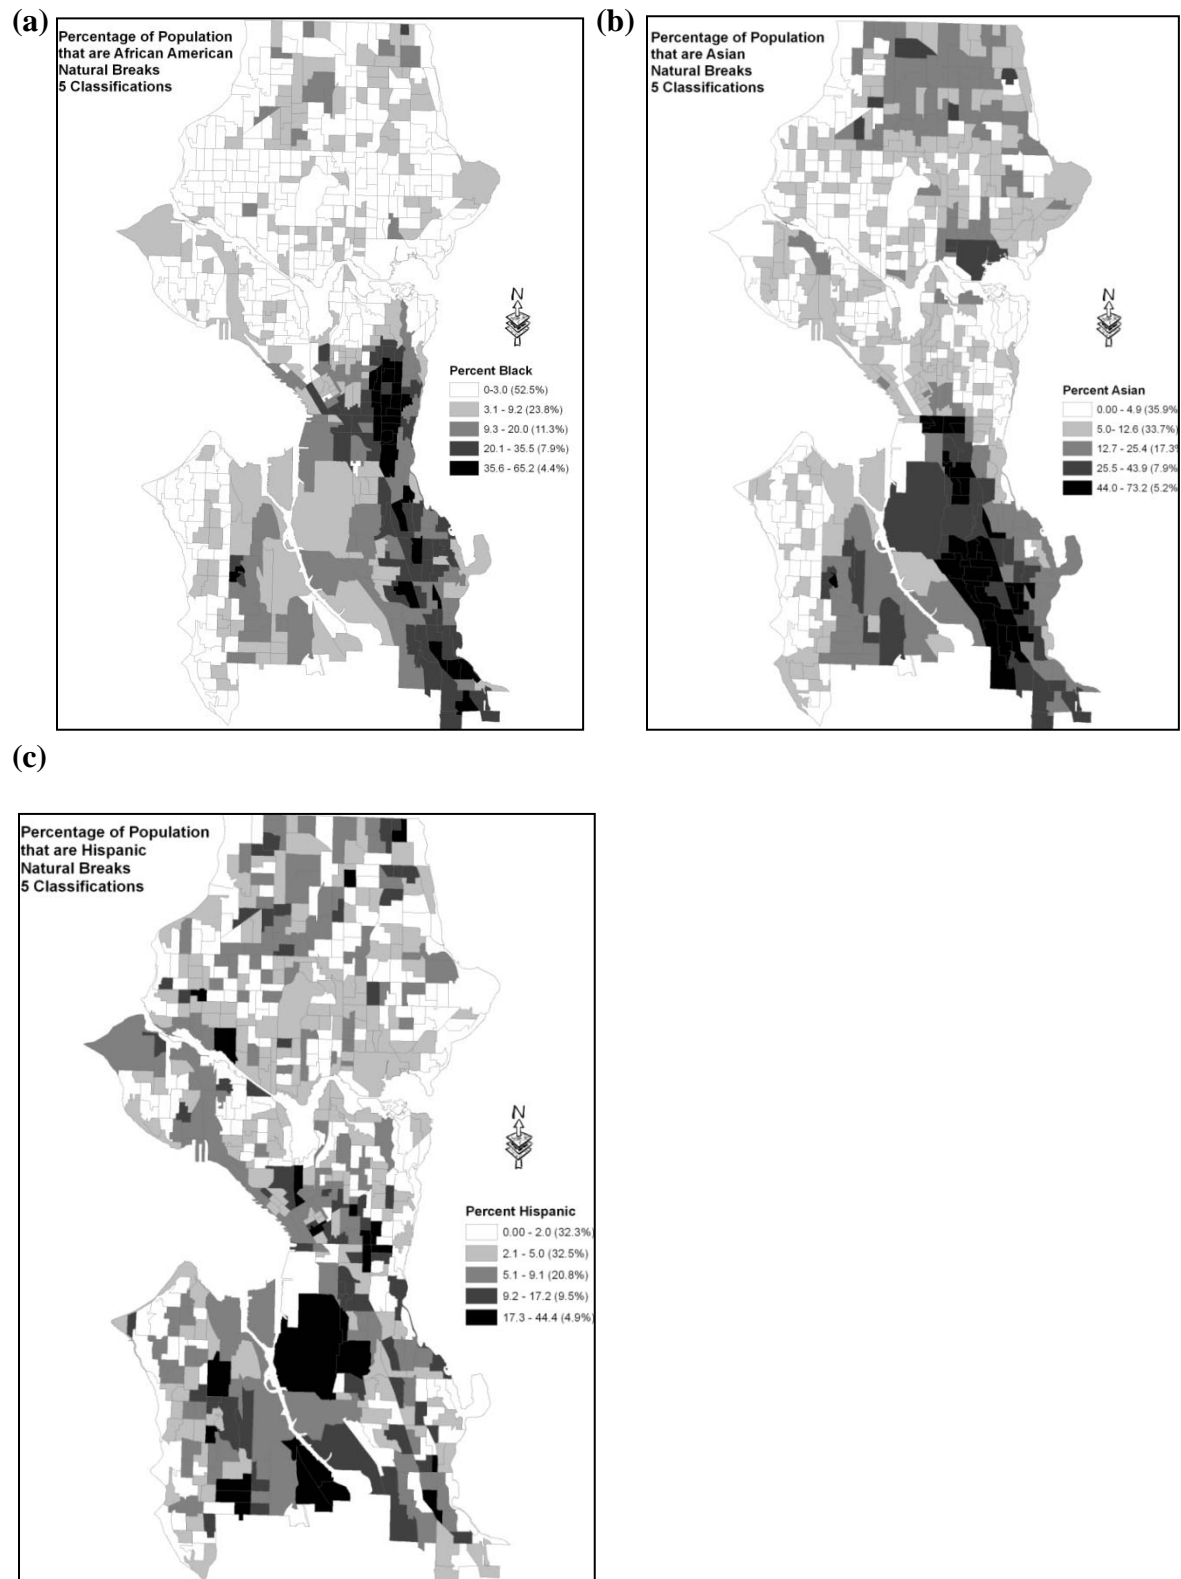 (a)
Percentage of Population
that are African American
Natural Breaks
5 Classifications
N
Percent Black
0-3.0 (52.5%)
3.1 - 9.2 (23.8%)
9.3 - 20.0 (11.3%)
20.1 - 35.5 (7.9%)
35.6 - 65.2 (4.4%)
(b)
Percentage of Population
that are Asian
Natural Breaks
5 Classifications
N
Percent Asian
0.00 - 4.9 (35.9%
5.0- 12.6 (33.7%)
12.7 - 25.4 (17.3%
25.5 - 43.9 (7.9%
44.0 - 73.2 (5.2%
(c)
Percentage of Population
that are Hispanic
Natural Breaks
5 Classifications
N
Percent Hispanic
0.00 - 2.0 (32.3%)
2.1 - 5.0 (32.5%)
5.1 - 9.1 (20.8%)
9.2 - 17.2 (9.5%)
17.3 - 44.4 (4.9%)